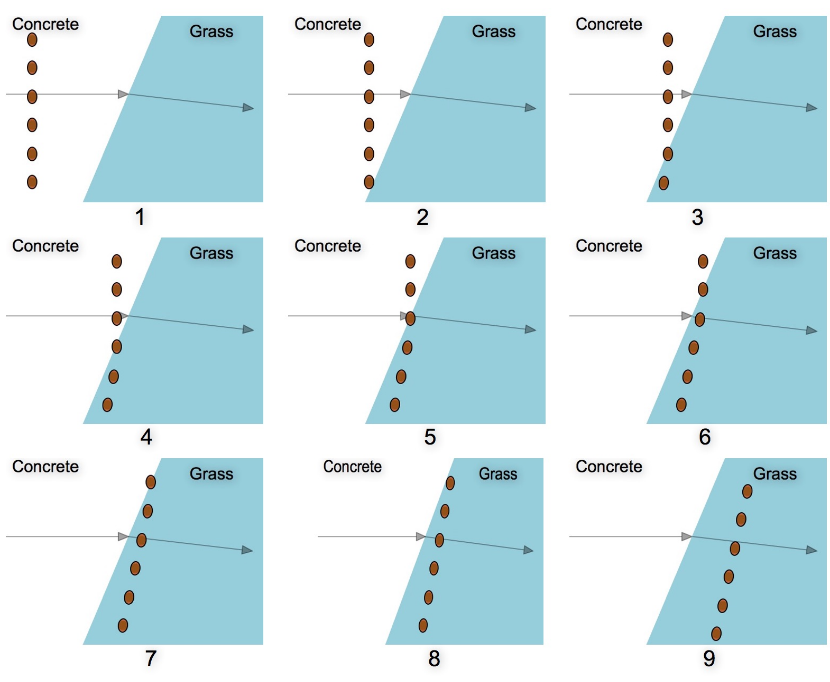 Concrete
Grass
1
Concrete
Grass
2
Concrete
Grass
3
Concrete
Grass
4
Concrete
Grass
5
Concrete
Grass
6
Concrete
Grass
7
Concrete
Grass
8
Concrete
Grass
9